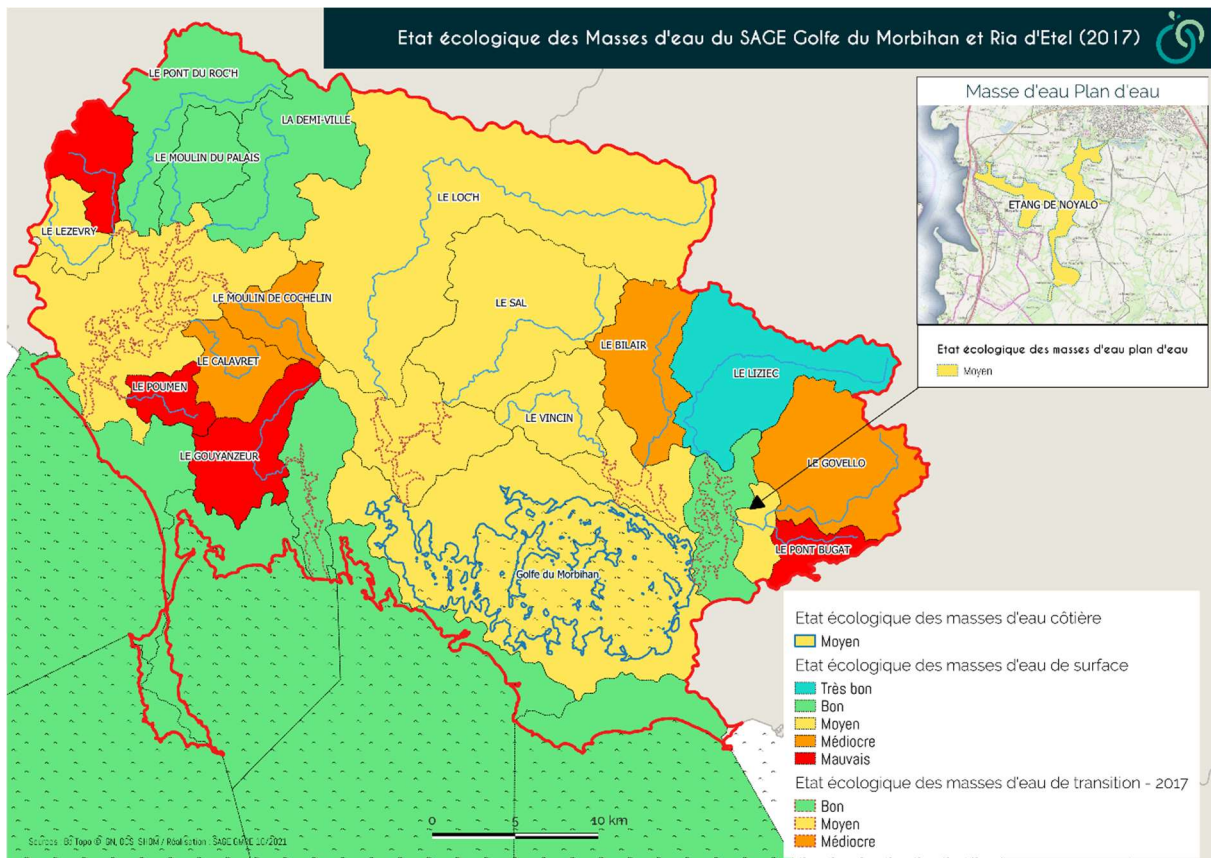 Etat écologique des Masses d'eau du SAGE Golfe du Morbihan et Ria d'Etel (2017)
Masse d'eau Plan d'eau
ETANG DE NOYALO
Etat écologique des masses d'eau plan d'eau
Moyen
LE PONT DU ROC'H
LA DEMI-VILLE
LE MOULIN DU PALAIS
LE LOC'H
LE LEZEVRY
LE MOULIN DE COCHELIN
LE SAL
LE BILAIR
LE CALAVRET
LE LIZIEC
LE POUMEN
LE VINCIN
LE GOUYANZEUR
LE GOVELLO
LE PONT BUGAT
Golfe du Morbihan
Etat écologique des masses d'eau côtière
Moyen
Etat écologique des masses d'eau de surface
Très bon
Bon
Moyen
Médiocre
Mauvais
Etat écologique des masses d'eau de transition - 2017
Bon
Moyen
Médiocre
0 5 10 km